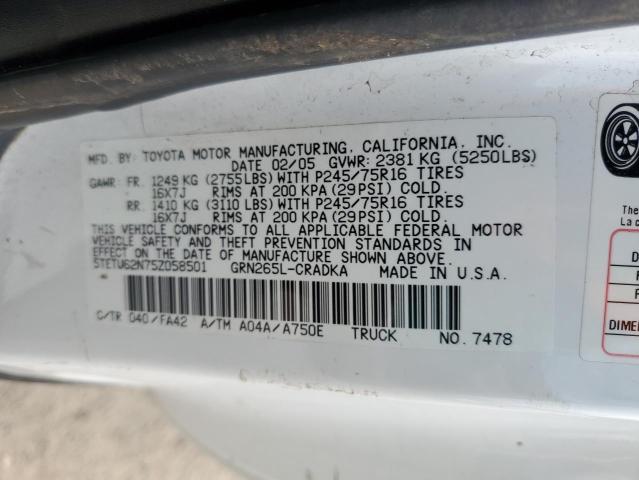 MFD. BY: TOYOTA MOTOR MANUFACTURING, CALIFORNIA, INC.
DATE 02/05 GVWR: 2381 KG (5250LBS)
GAWR: FR. 1249 KG (2755LBS) WITH P245/75R16 TIRES
16X7J RIMS AT 200 KPA (29PSI) COLD.
RR. 1410 KG (3110 LBS) WITH P245/75R16 TIRES
16X7J RIMS AT 200 KPA (29PSI) COLD.
THIS VEHICLE CONFORMS TO ALL APPLICABLE FEDERAL MOTOR
VEHICLE SAFETY AND THEFT PREVENTION STANDARDS IN
EFFECT ON THE DATE OF MANUFACTURE SHOWN ABOVE.
5TETU62N75Z058501 GRN265L-CRADKA MADE IN U.S.A.
C/TR 040/FA42 A/TM A04A/A750E TRUCK NO. 7478
The
La c
D
F
F
DIME